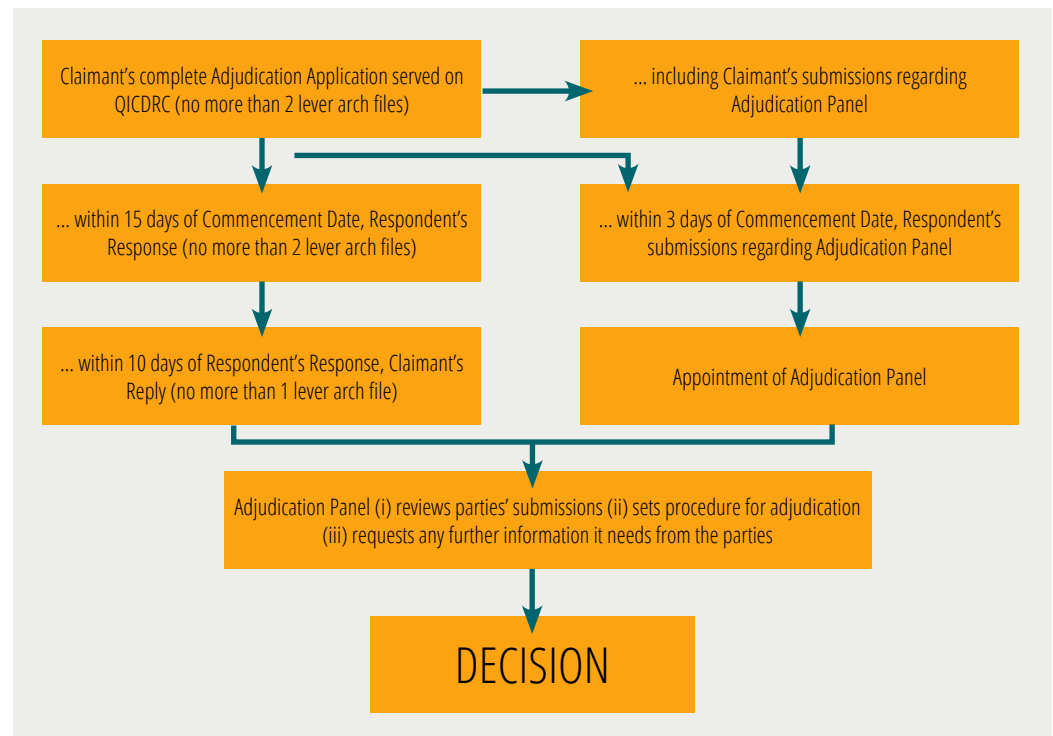 Claimant’s complete Adjudication Application served on
QICDRC (no more than 2 lever arch files)
... including Claimant’s submissions regarding
Adjudication Panel
... within 15 days of Commencement Date, Respondent’s
Response (no more than 2 lever arch files)
... within 3 days of Commencement Date, Respondent’s
submissions regarding Adjudication Panel
... within 10 days of Respondent’s Response, Claimant’s
Reply (no more than 1 lever arch file)
Appointment of Adjudication Panel
Adjudication Panel (i) reviews parties’ submissions (ii) sets procedure for adjudication
(iii) requests any further information it needs from the parties
DECISION